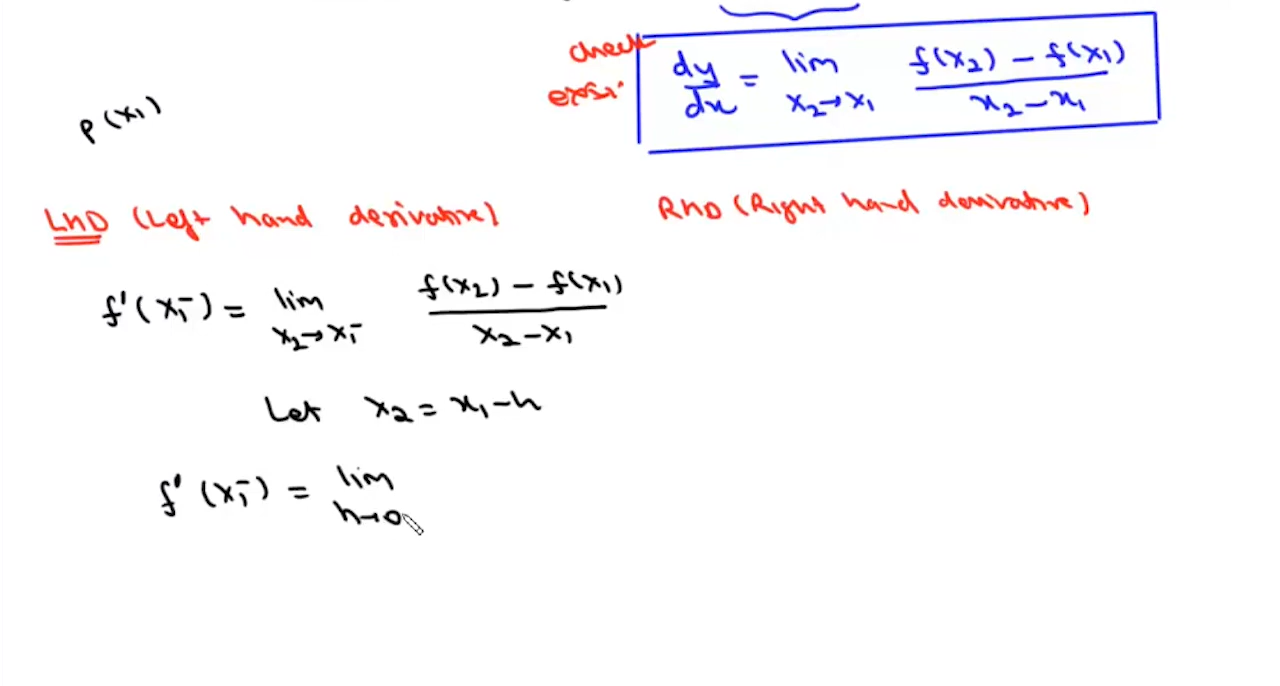 check
exsi
dy/dx = lim x₂→x₁ f(x₂) − f(x₁) / x₂−x₁
P(x₁)
LHD (Left hand derivative)
RHD (Right hand derivative)
f'(x₁⁻) = lim x₂→x₁⁻ f(x₂) − f(x₁) / x₂−x₁
Let x₂ = x₁−h
f'(x₁⁻) = lim h→0